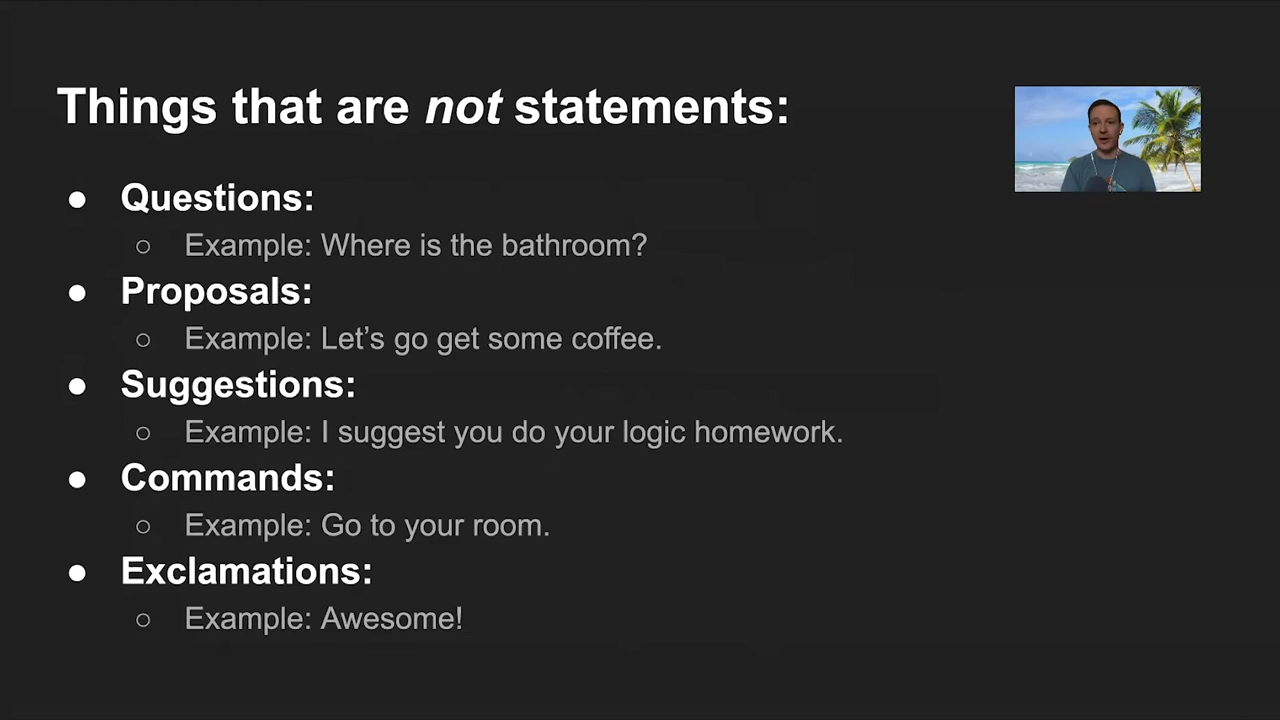 Things that are not statements:
● Questions:
○ Example: Where is the bathroom?
● Proposals:
○ Example: Let’s go get some coffee.
● Suggestions:
○ Example: I suggest you do your logic homework.
● Commands:
○ Example: Go to your room.
● Exclamations:
○ Example: Awesome!